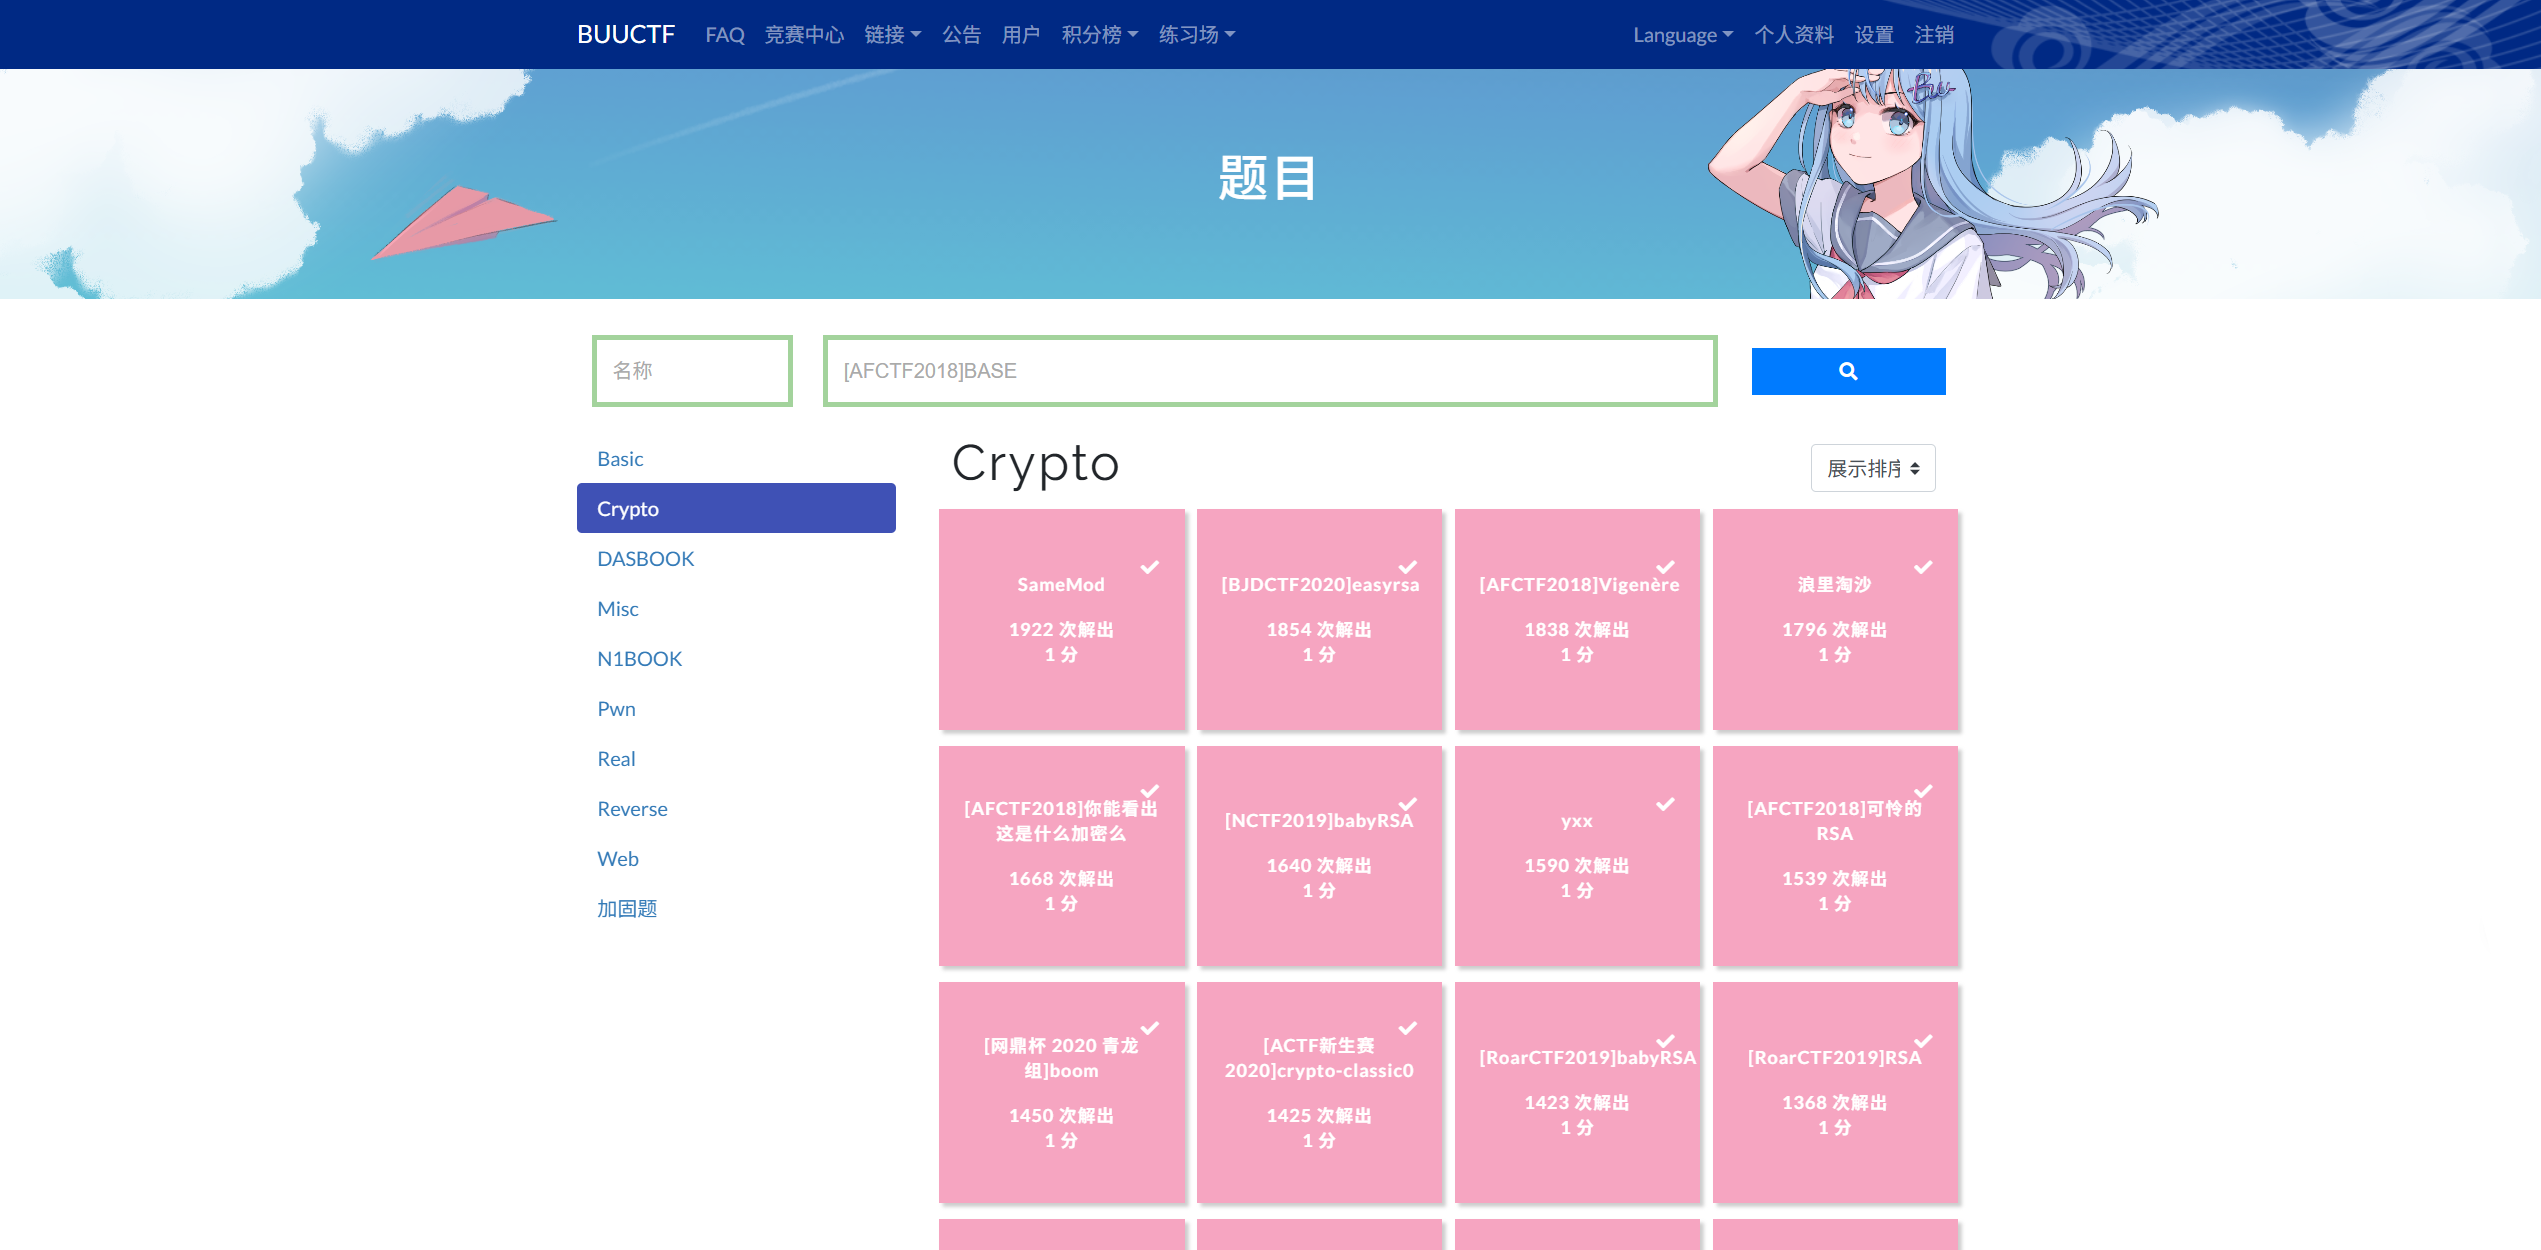 BUUCTF FAQ 竞赛中心 链接 公告 用户 积分榜 练习场 Language 个人资料 设置 注销
Bu
题目
名称 [AFCTF2018]BASE
Basic
Crypto
DASBOOK
Misc
N1BOOK
Pwn
Real
Reverse
Web
加固题
Crypto
展示排序
SameMod
1922 次解出
1 分
[BJDCTF2020]easyrsa
1854 次解出
1 分
[AFCTF2018]Vigenère
1838 次解出
1 分
浪里淘沙
1796 次解出
1 分
[AFCTF2018]你能看出
这是什么加密么
1668 次解出
1 分
[NCTF2019]babyRSA
1640 次解出
1 分
yxx
1590 次解出
1 分
[AFCTF2018]可怜的
RSA
1539 次解出
1 分
[网鼎杯 2020 青龙
组]boom
1450 次解出
1 分
[ACTF新生赛
2020]crypto-classic0
1425 次解出
1 分
[RoarCTF2019]babyRSA
1423 次解出
1 分
[RoarCTF2019]RSA
1368 次解出
1 分